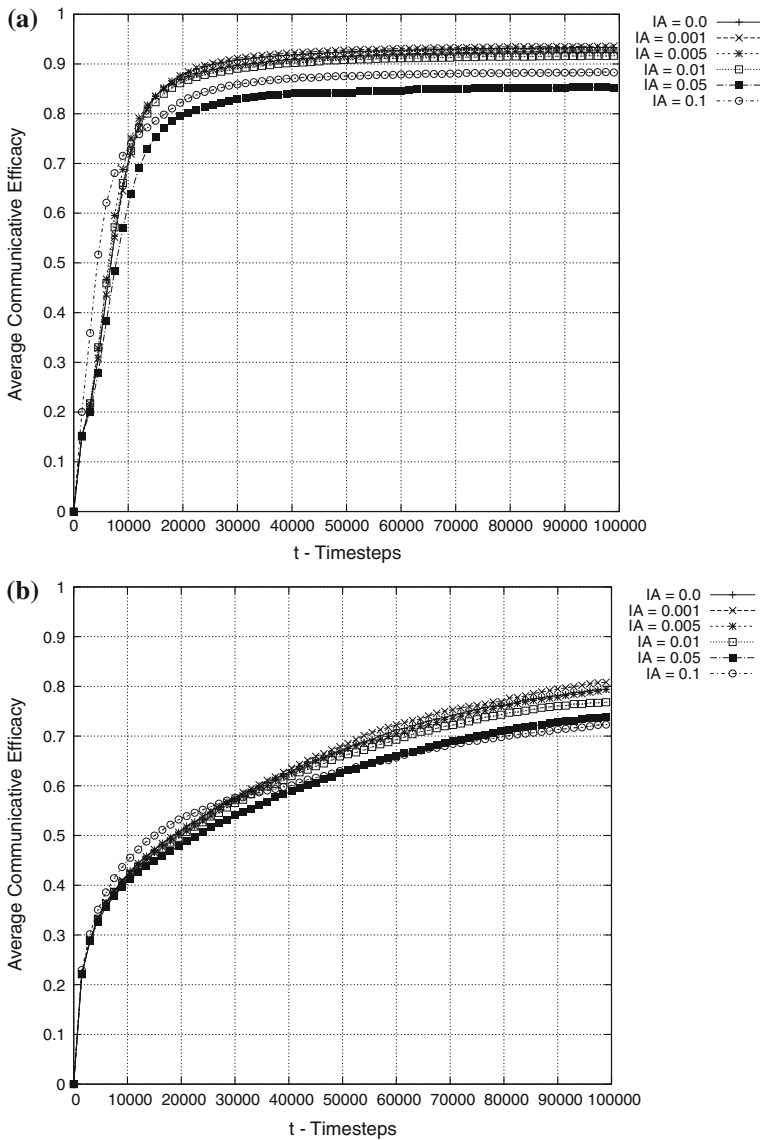 (a)
1
0.9
0.8
0.7
0.6
0.5
0.4
0.3
0.2
0.1
0
Average Communicative Efficacy
0 10000 20000 30000 40000 50000 60000 70000 80000 90000 100000
t - Timesteps
IA = 0.0
IA = 0.001
IA = 0.005
IA = 0.01
IA = 0.05
IA = 0.1
(b)
1
0.9
0.8
0.7
0.6
0.5
0.4
0.3
0.2
0.1
0
Average Communicative Efficacy
0 10000 20000 30000 40000 50000 60000 70000 80000 90000 100000
t - Timesteps
IA = 0.0
IA = 0.001
IA = 0.005
IA = 0.01
IA = 0.05
IA = 0.1